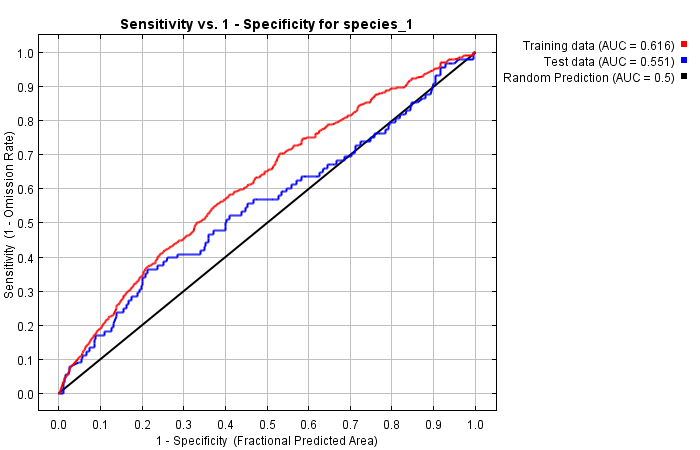 Sensitivity vs. 1 - Specificity for species_1
Training data (AUC = 0.616)
Test data (AUC = 0.551)
Random Prediction (AUC = 0.5)
Sensitivity (1 - Omission Rate)
1.0
0.9
0.8
0.7
0.6
0.5
0.4
0.3
0.2
0.1
0.0
0.0 0.1 0.2 0.3 0.4 0.5 0.6 0.7 0.8 0.9 1.0
1 - Specificity (Fractional Predicted Area)